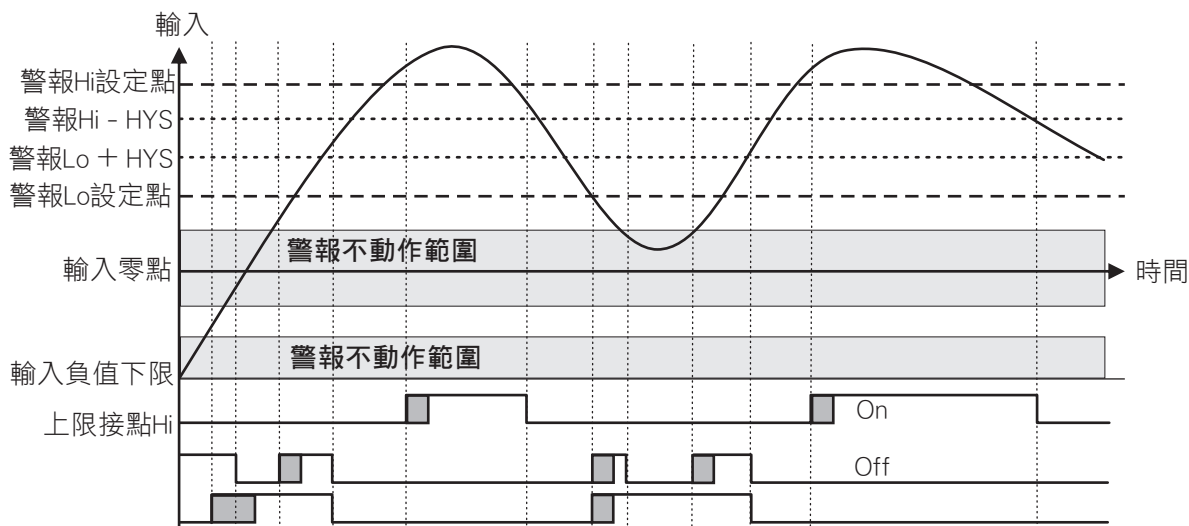 輸入
警報Hi設定點
警報Hi - HYS
警報Lo + HYS
警報Lo設定點
警報不動作範圍
輸入零點
時間
警報不動作範圍
輸入負值下限
上限接點Hi
On
Off